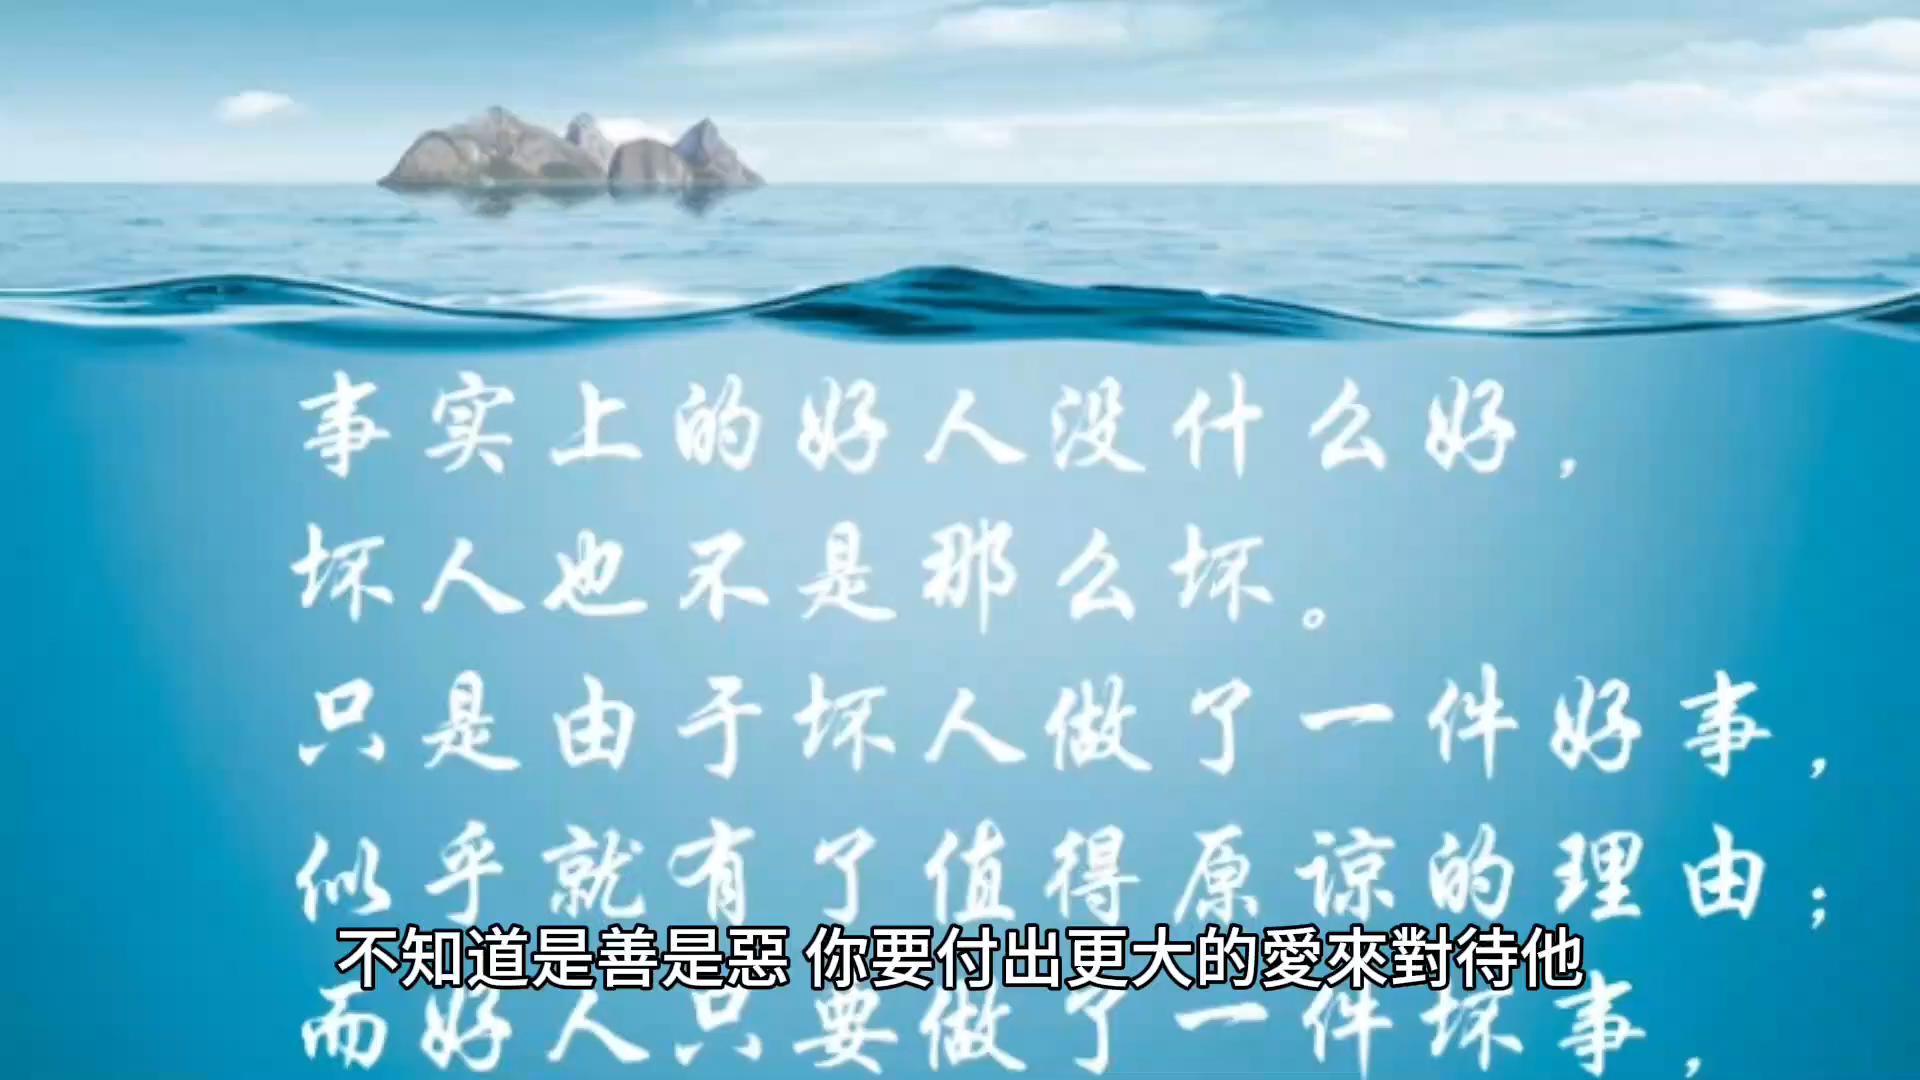 事实上的好人没什么好，
坏人也不是那么坏。
只是由于坏人做了一件好事，
似乎就有了值得原谅的理由；
不知道是善是惡 你要付出更大的愛來對待他
而好人只要做了一件坏事，